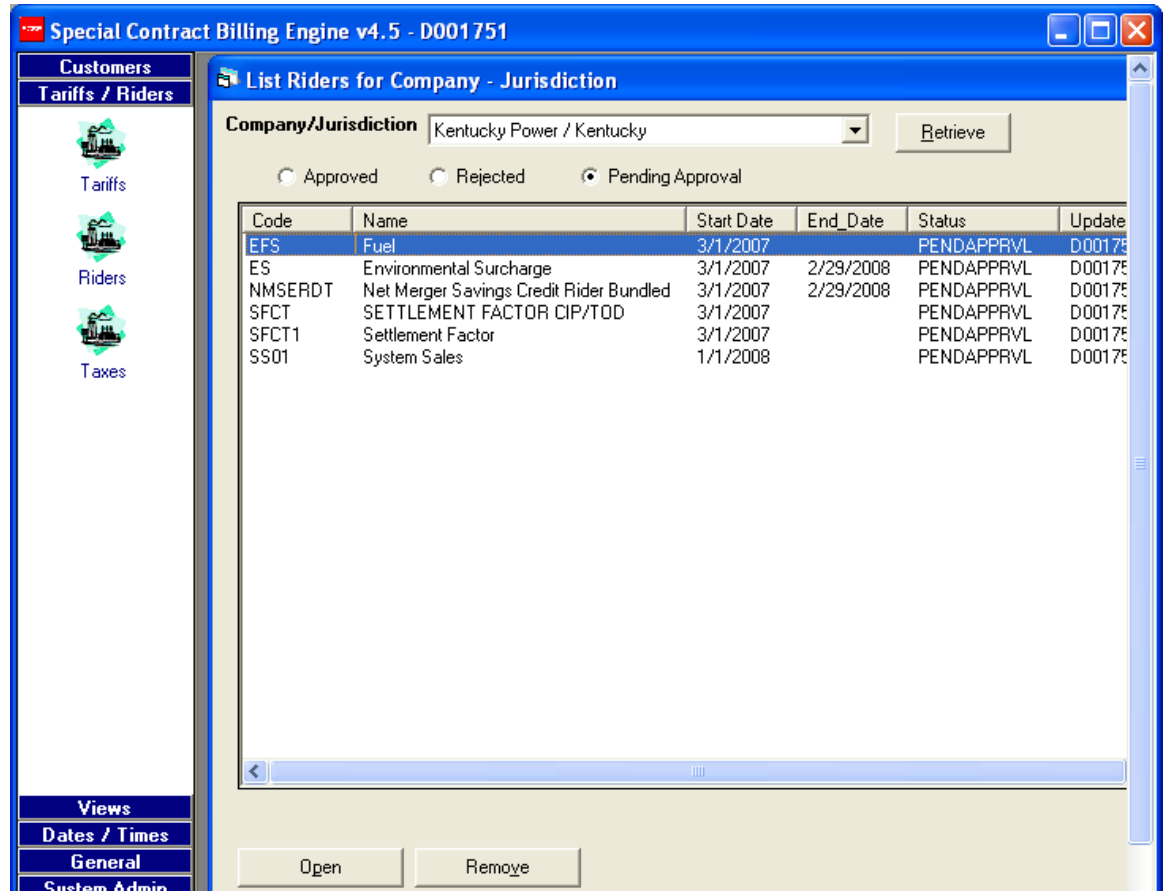 Special Contract Billing Engine v4.5 - D001751
Customers
Tariffs / Riders
Tariffs
Riders
Taxes
Views
Dates / Times
General
System Admin
List Riders for Company - Jurisdiction
Company/Jurisdiction Kentucky Power / Kentucky Retrieve
Approved Rejected Pending Approval
Code Name Start Date End_Date Status Update
EFS Fuel 3/1/2007 PENDAPPRVL D00175
ES Environmental Surcharge 3/1/2007 2/29/2008 PENDAPPRVL D00175
NMSERDT Net Merger Savings Credit Rider Bundled 3/1/2007 2/29/2008 PENDAPPRVL D00175
SFCT SETTLEMENT FACTOR CIP/TOD 3/1/2007 PENDAPPRVL D00175
SFCT1 Settlement Factor 3/1/2007 PENDAPPRVL D00175
SS01 System Sales 1/1/2008 PENDAPPRVL D00175
Open Remove